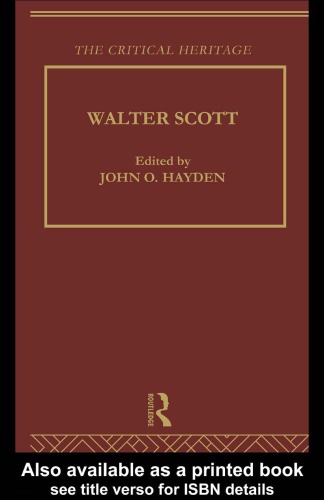 THE CRITICAL HERITAGE
WALTER SCOTT
Edited by
JOHN O. HAYDEN
ROUTLEDGE
Also available as a printed book
see title verso for ISBN details